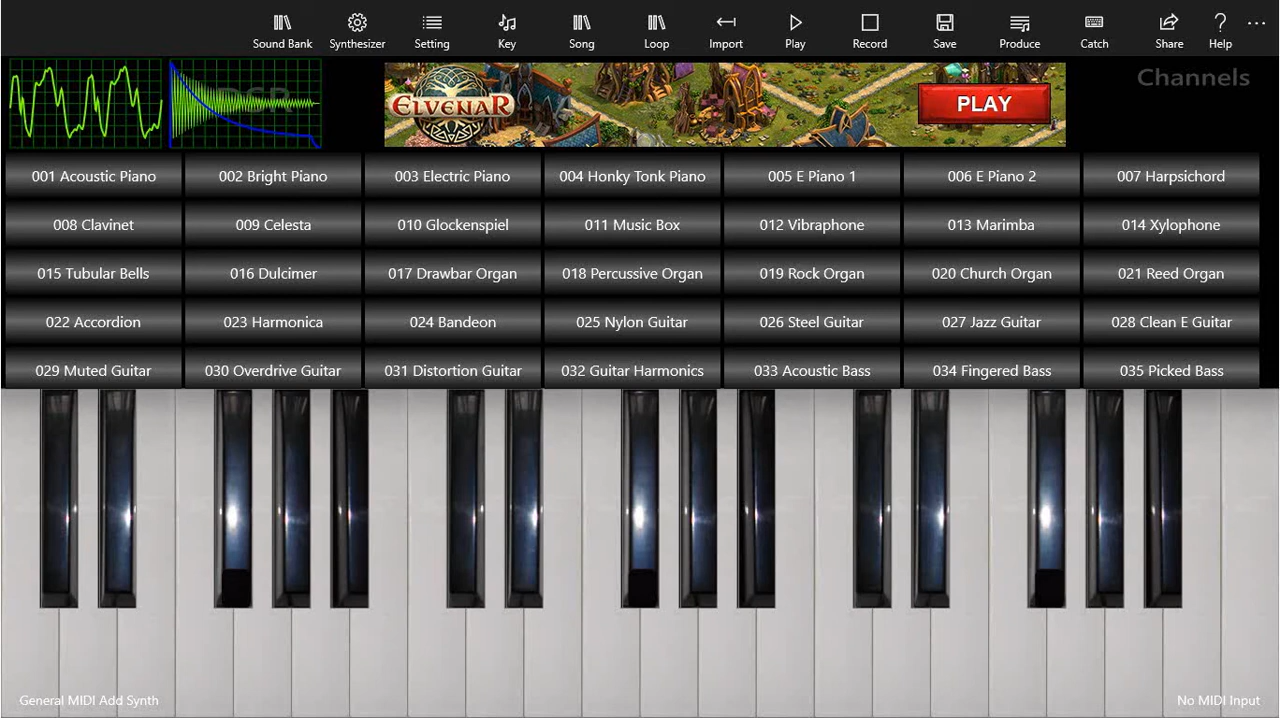 Sound Bank Synthesizer Setting Key Song Loop Import Play Record Save Produce Catch Share Help
DSP
ELVENAR
PLAY
Channels
001 Acoustic Piano 002 Bright Piano 003 Electric Piano 004 Honky Tonk Piano 005 E Piano 1 006 E Piano 2 007 Harpsichord
008 Clavinet 009 Celesta 010 Glockenspiel 011 Music Box 012 Vibraphone 013 Marimba 014 Xylophone
015 Tubular Bells 016 Dulcimer 017 Drawbar Organ 018 Percussive Organ 019 Rock Organ 020 Church Organ 021 Reed Organ
022 Accordion 023 Harmonica 024 Bandeon 025 Nylon Guitar 026 Steel Guitar 027 Jazz Guitar 028 Clean E Guitar
029 Muted Guitar 030 Overdrive Guitar 031 Distortion Guitar 032 Guitar Harmonics 033 Acoustic Bass 034 Fingered Bass 035 Picked Bass
General MIDI Add Synth No MIDI Input